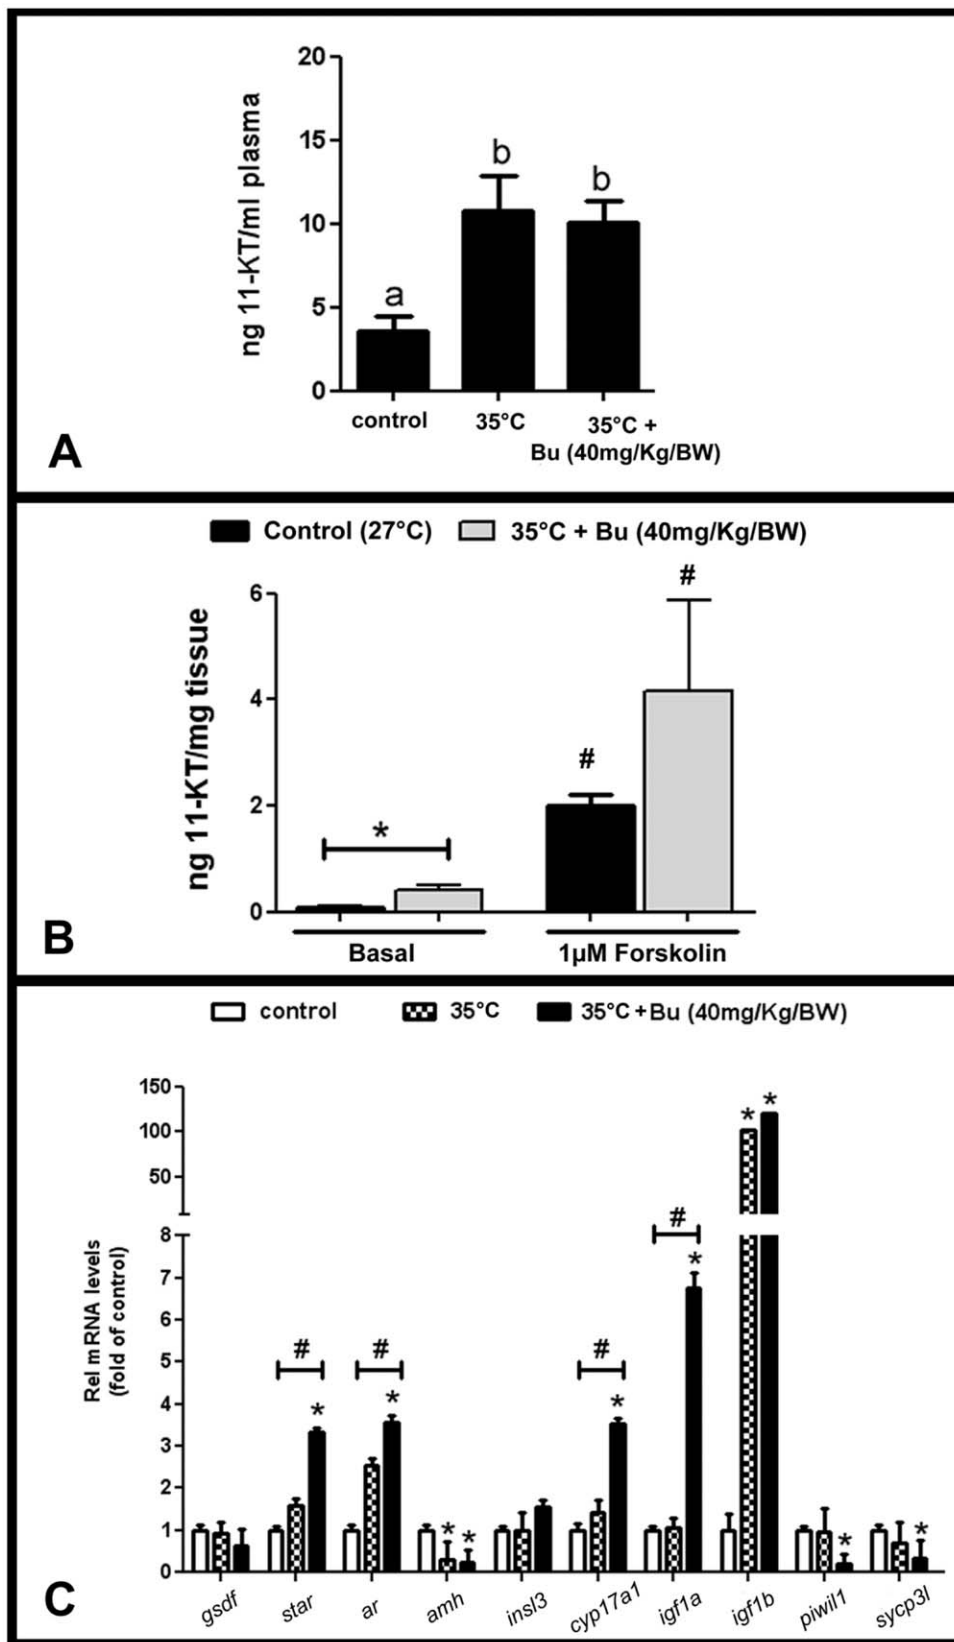 20
15
10
5
0
ng 11-KT/ml plasma
a
b
b
control
35°C
35°C +
Bu (40mg/Kg/BW)
A
Control (27°C)
35°C + Bu (40mg/Kg/BW)
6
4
2
0
ng 11-KT/mg tissue
*
#
#
Basal
1µM Forskolin
B
control
35°C
35°C +Bu (40mg/Kg/BW)
150
100
50
8
7
6
5
4
3
2
1
0
Rel mRNA levels
(fold of control)
* *
#
*
# # #
* * *
* * * *
gsdf star ar amh insl3 cyp17a1 igf1a igf1b piwil1 sycp3l
C